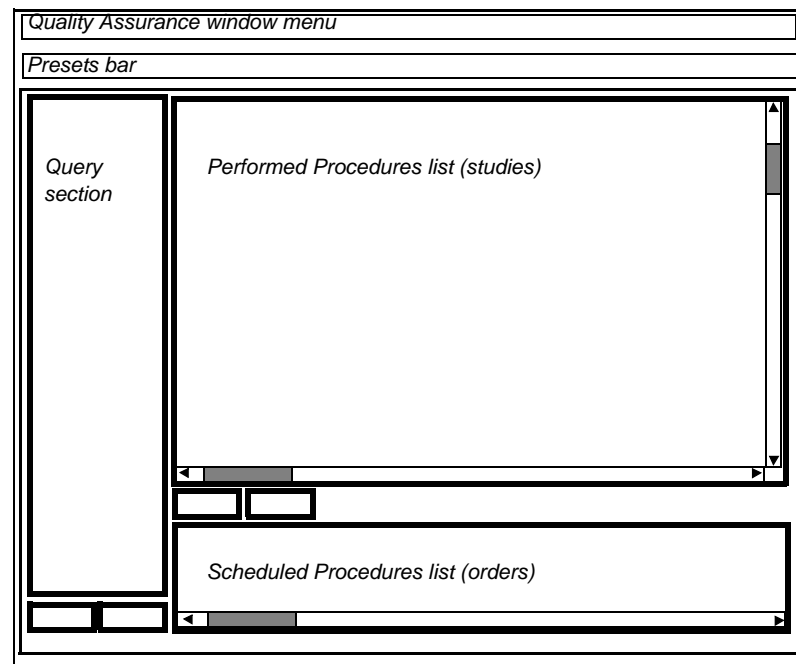 Quality Assurance window menu
Presets bar
Query
section
Performed Procedures list (studies)
Scheduled Procedures list (orders)